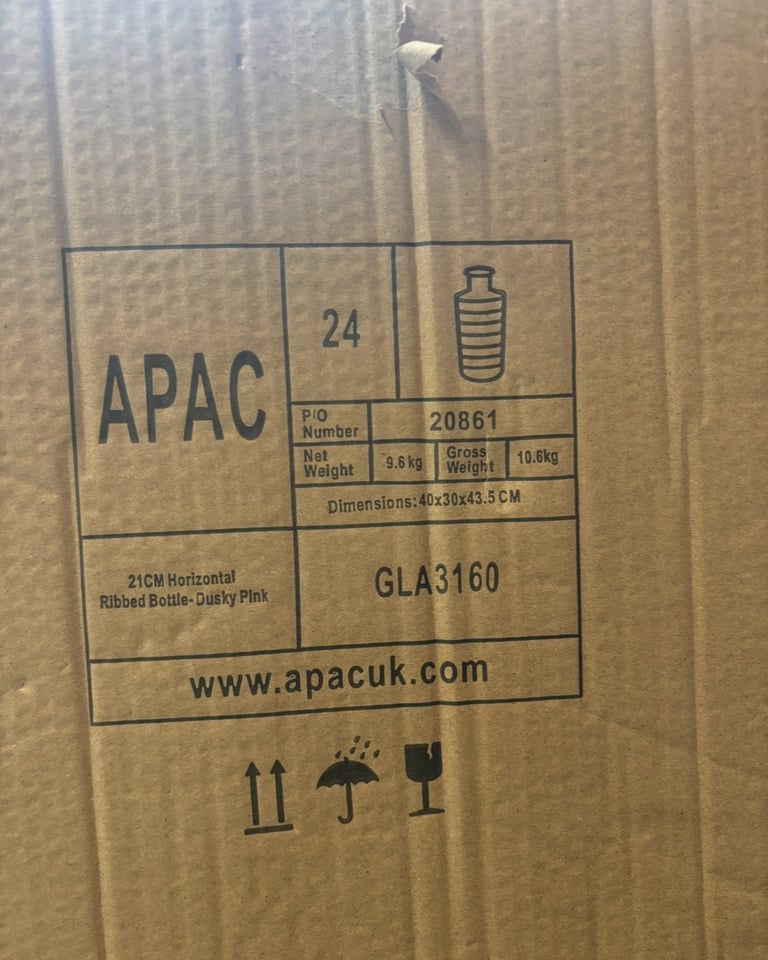 APAC
24
P/O
Number
20861
Net
Weight
9.6 kg
Gross
Weight
10.6kg
Dimensions: 40x30x43.5 CM
21CM Horizontal
Ribbed Bottle- Dusky Pink
GLA3160
www.apacuk.com